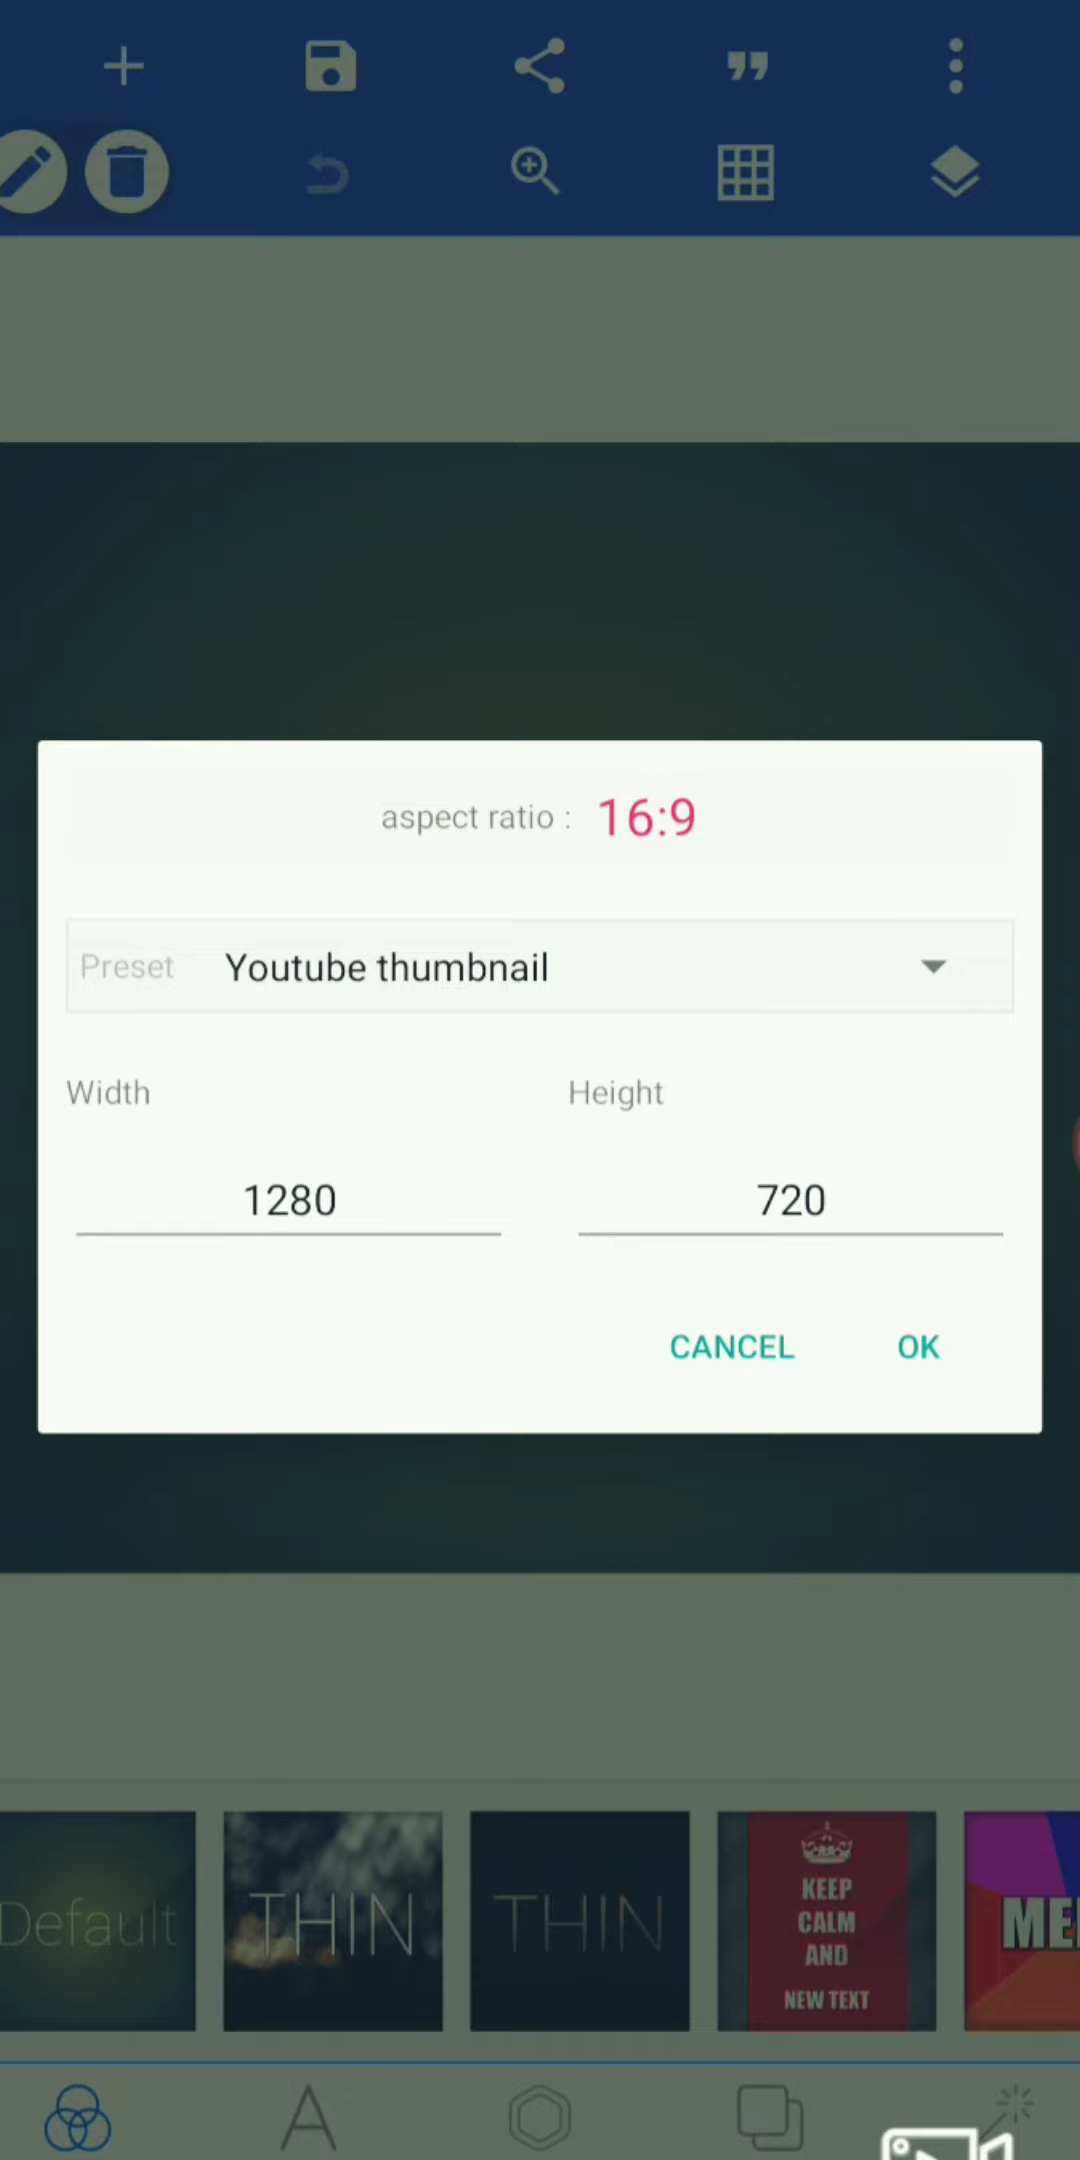 aspect ratio : 16:9
Preset Youtube thumbnail
Width Height
1280 720
CANCEL OK
Default
THIN
THIN
KEEP
CALM
AND
NEW TEXT